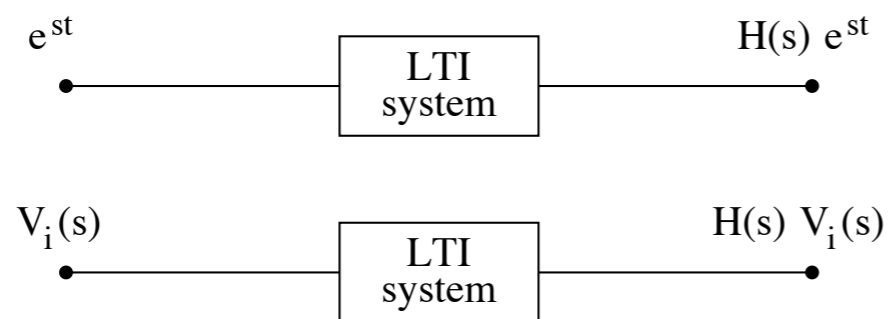 e^st
LTI
system
H(s) e^st
V_i(s)
LTI
system
H(s) V_i(s)